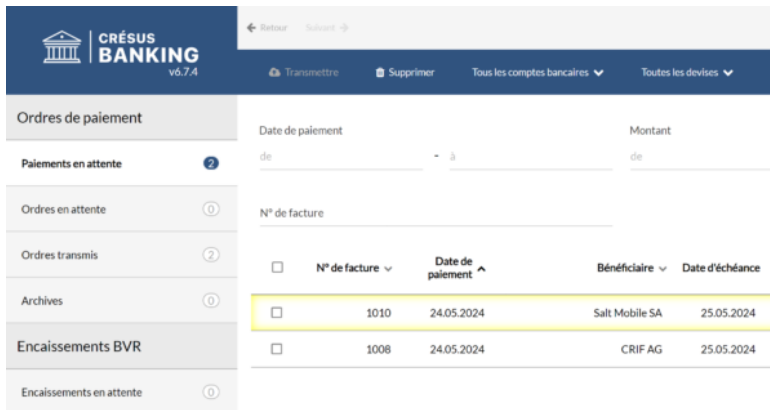 CRÉSUS
BANKING
v6.7.4
Retour Suivant
Transmettre Supprimer Tous les comptes bancaires Toutes les devises
Ordres de paiement
Paiements en attente 2
Ordres en attente 0
Ordres transmis 2
Archives 0
Encaissements BVR
Encaissements en attente 0
Date de paiement Montant
de - à de
N° de facture
N° de facture Date de paiement Bénéficiaire Date d'échéance
1010 24.05.2024 Salt Mobile SA 25.05.2024
1008 24.05.2024 CRIF AG 25.05.2024